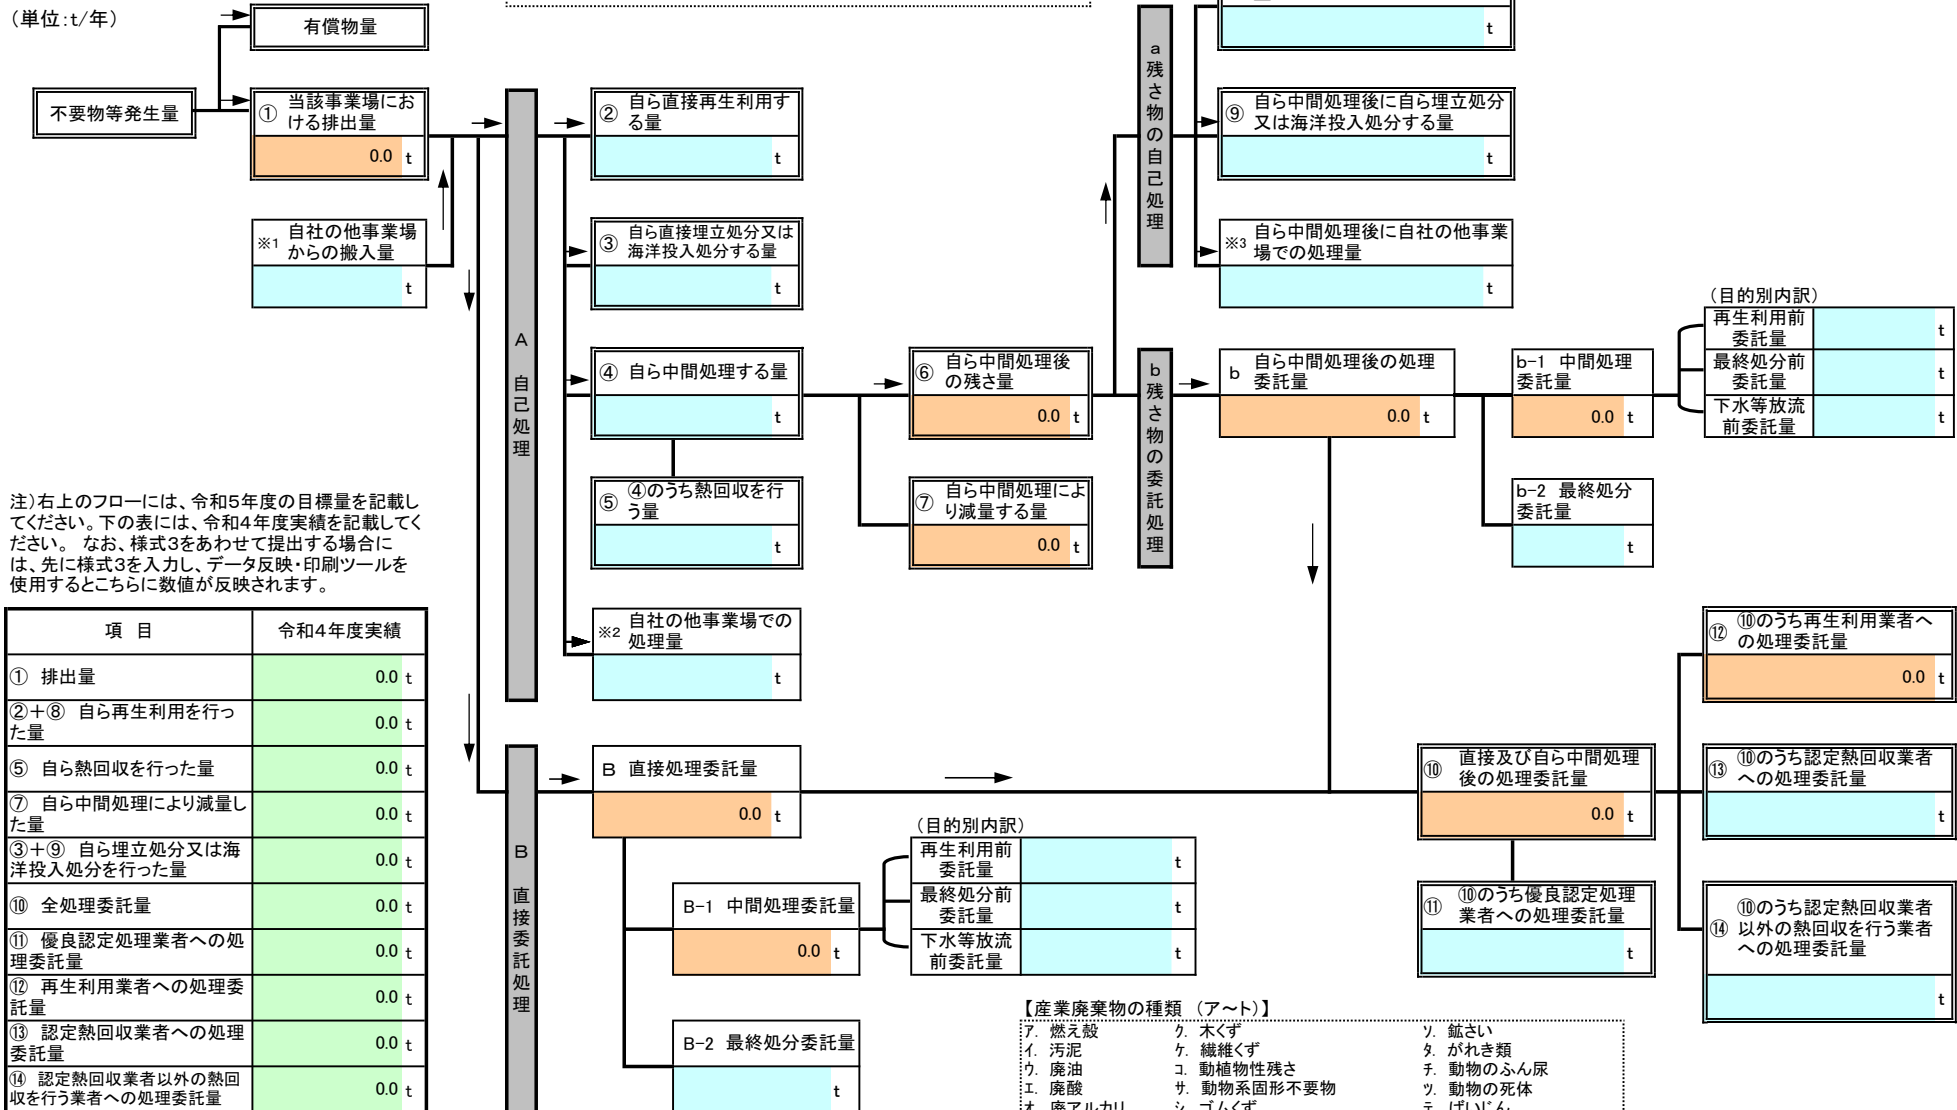 （単位：t/年）
有償物量
不要物等発生量
① 当該事業場にお
ける排出量
0.0 t
※1 自社の他事業場
からの搬入量
t
A 自己処理
② 自ら直接再生利用す
る量
t
③ 自ら直接埋立処分又は
海洋投入処分する量
t
④ 自ら中間処理する量
t
⑤ ④のうち熱回収を行
う量
t
※2 自社の他事業場での
処理量
t
⑥ 自ら中間処理後
の残さ量
0.0 t
⑦ 自ら中間処理によ
り減量する量
0.0 t
a 残さ物の自己処理
t
⑨ 自ら中間処理後に自ら埋立処分
又は海洋投入処分する量
t
※3 自ら中間処理後に自社の他事業
場での処理量
t
b 残さ物の委託処理
b 自ら中間処理後の処理
委託量
0.0 t
b-1 中間処理
委託量
0.0 t
（目的別内訳）
再生利用前
委託量
t
最終処分前
委託量
t
下水等放流
前委託量
t
b-2 最終処分
委託量
t
注）右上のフローには、令和５年度の目標量を記載し
てください。下の表には、令和４年度実績を記載してく
ださい。 なお、様式３をあわせて提出する場合に
は、先に様式３を入力し、データ反映・印刷ツールを
使用するとこちらに数値が反映されます。
項 目 令和４年度実績
① 排出量 0.0 t
②＋⑧ 自ら再生利用を行っ
た量 0.0 t
⑤ 自ら熱回収を行った量 0.0 t
⑦ 自ら中間処理により減量し
た量 0.0 t
③＋⑨ 自ら埋立処分又は海
洋投入処分を行った量 0.0 t
⑩ 全処理委託量 0.0 t
⑪ 優良認定処理業者への処
理委託量 0.0 t
⑫ 再生利用業者への処理委
託量 0.0 t
⑬ 認定熱回収業者への処理
委託量 0.0 t
⑭ 認定熱回収業者以外の熱回
収を行う業者への処理委託量 0.0 t
B 直接委託処理
B 直接処理委託量
0.0 t
B-1 中間処理委託量
0.0 t
（目的別内訳）
再生利用前
委託量
t
最終処分前
委託量
t
下水等放流
前委託量
t
B-2 最終処分委託量
t
⑩ 直接及び自ら中間処理
後の処理委託量
0.0 t
⑪ ⑩のうち優良認定処理
業者への処理委託量
t
⑫ ⑩のうち再生利用業者へ
の処理委託量
0.0 t
⑬ ⑩のうち認定熱回収業者
への処理委託量
t
⑭ ⑩のうち認定熱回収業者
以外の熱回収を行う業者
への処理委託量
t
【産業廃棄物の種類 （ア～ト）】
ア. 燃え殻 ク. 木くず ソ. 鉱さい
イ. 汚泥 ケ. 繊維くず タ. がれき類
ウ. 廃油 コ. 動植物性残さ チ. 動物のふん尿
エ. 廃酸 サ. 動物系固形不要物 ツ. 動物の死体
オ. 廃アルカリ シ. ゴムくず テ. ばいじん